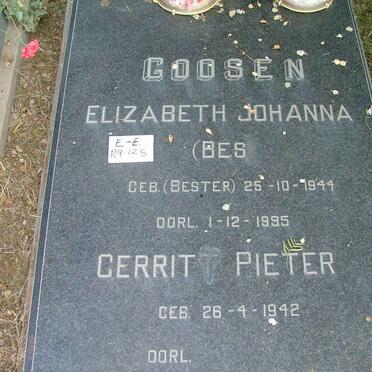 GOOSEN
ELIZABETH JOHANNA
(BES
E-E
R9 125
GEB. (BESTER) 25-10-1944
OORL. 1-12-1995
GERRIT PIETER
GEB. 26-4-1942
OORL.